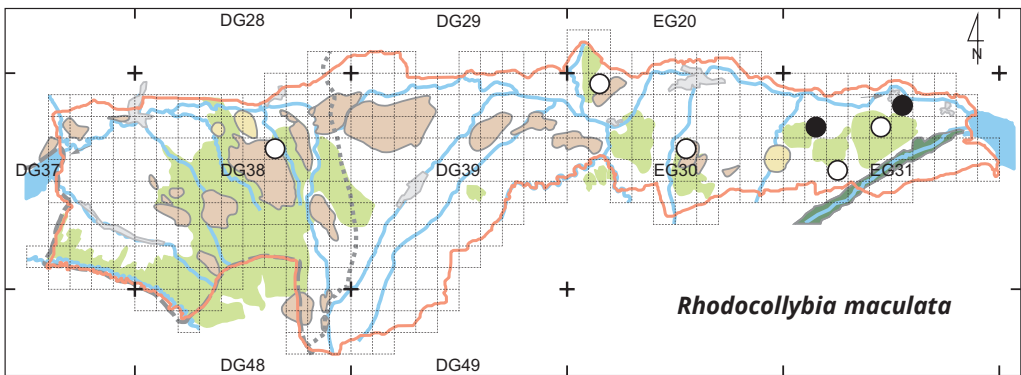 DG28 DG29 EG20
N
DG37 DG38 DG39 EG30 EG31
Rhodocollybia maculata
DG48 DG49